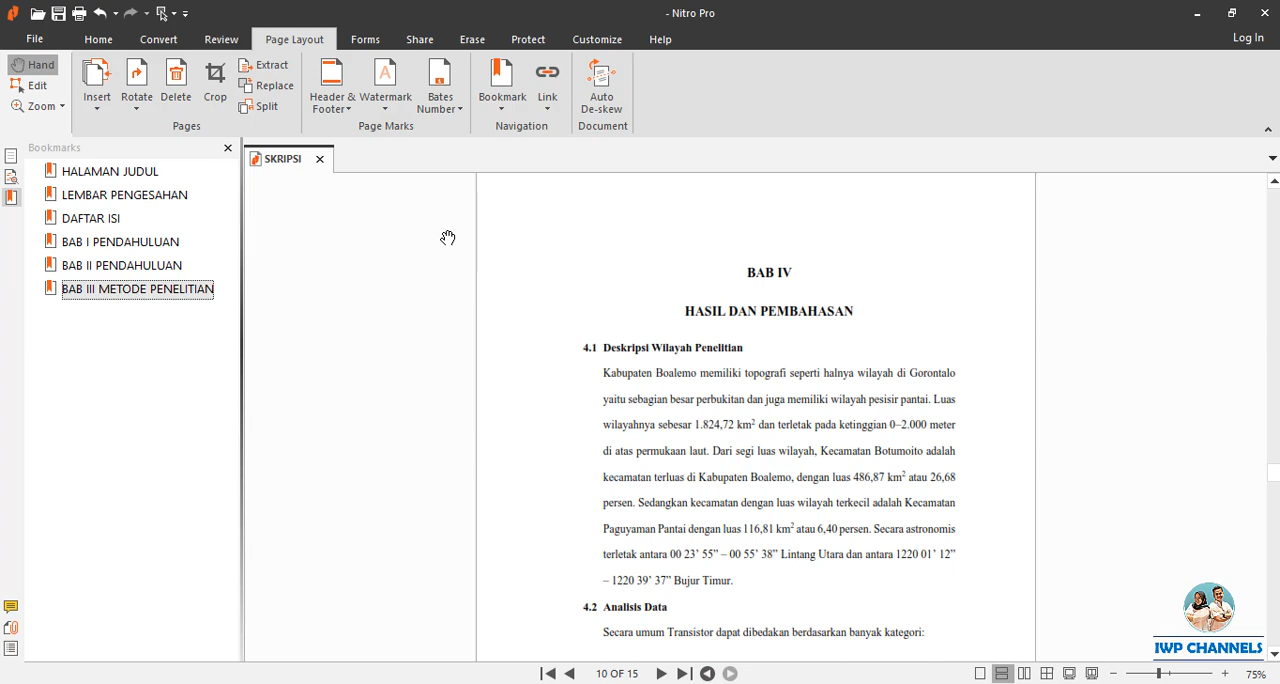 - Nitro Pro
File Home Convert Review Page Layout Forms Share Erase Protect Customize Help Log In
Hand
Edit
Zoom
Insert Rotate Delete Crop
Extract
Replace
Split
Pages
Header & Footer Watermark Bates Number
Page Marks
Bookmark Link
Navigation
Auto De-skew
Document
Bookmarks
HALAMAN JUDUL
LEMBAR PENGESAHAN
DAFTAR ISI
BAB I PENDAHULUAN
BAB II PENDAHULUAN
BAB III METODE PENELITIAN
SKRIPSI
BAB IV
HASIL DAN PEMBAHASAN
4.1 Deskripsi Wilayah Penelitian
Kabupaten Boalemo memiliki topografi seperti halnya wilayah di Gorontalo
yaitu sebagian besar perbukitan dan juga memiliki wilayah pesisir pantai. Luas
wilayahnya sebesar 1.824,72 km² dan terletak pada ketinggian 0–2.000 meter
di atas permukaan laut. Dari segi luas wilayah, Kecamatan Botumoito adalah
kecamatan terluas di Kabupaten Boalemo, dengan luas 486,87 km² atau 26,68
persen. Sedangkan kecamatan dengan luas wilayah terkecil adalah Kecamatan
Paguyaman Pantai dengan luas 116,81 km² atau 6,40 persen. Secara astronomis
terletak antara 00 23’ 55” – 00 55’ 38” Lintang Utara dan antara 1220 01’ 12”
– 1220 39’ 37” Bujur Timur.
4.2 Analisis Data
Secara umum Transistor dapat dibedakan berdasarkan banyak kategori:
IWP CHANNELS
10 OF 15
75%